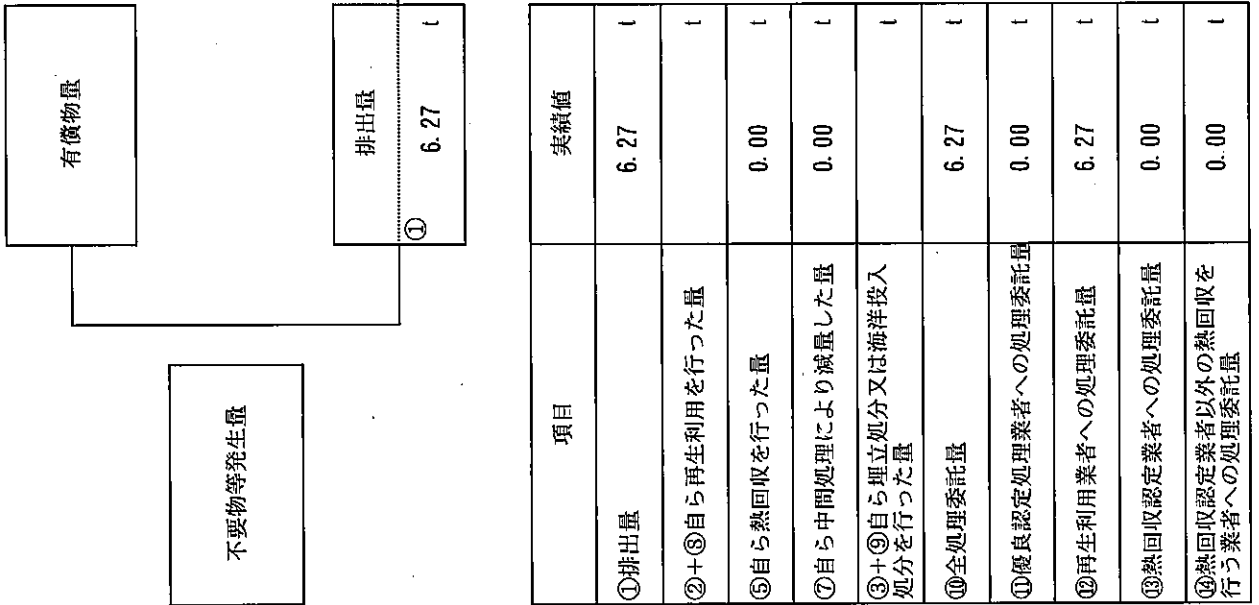 有償物量
不要物等発生量
排出量
① 6.27 t
項目 実績値
①排出量 6.27 t
②+⑧自ら再生利用を行った量 t
⑤自ら熱回収を行った量 0.00 t
⑦自ら中間処理により減量した量 0.00 t
③+⑨自ら埋立処分又は海洋投入
処分を行った量 t
⑩全処理委託量 6.27 t
⑪優良認定処理業者への処理委託量 0.00 t
⑫再生利用業者への処理委託量 6.27 t
⑬熱回収認定業者への処理委託量 0.00 t
⑭熱回収認定業者以外の熱回収を
行う業者への処理委託量 0.00 t